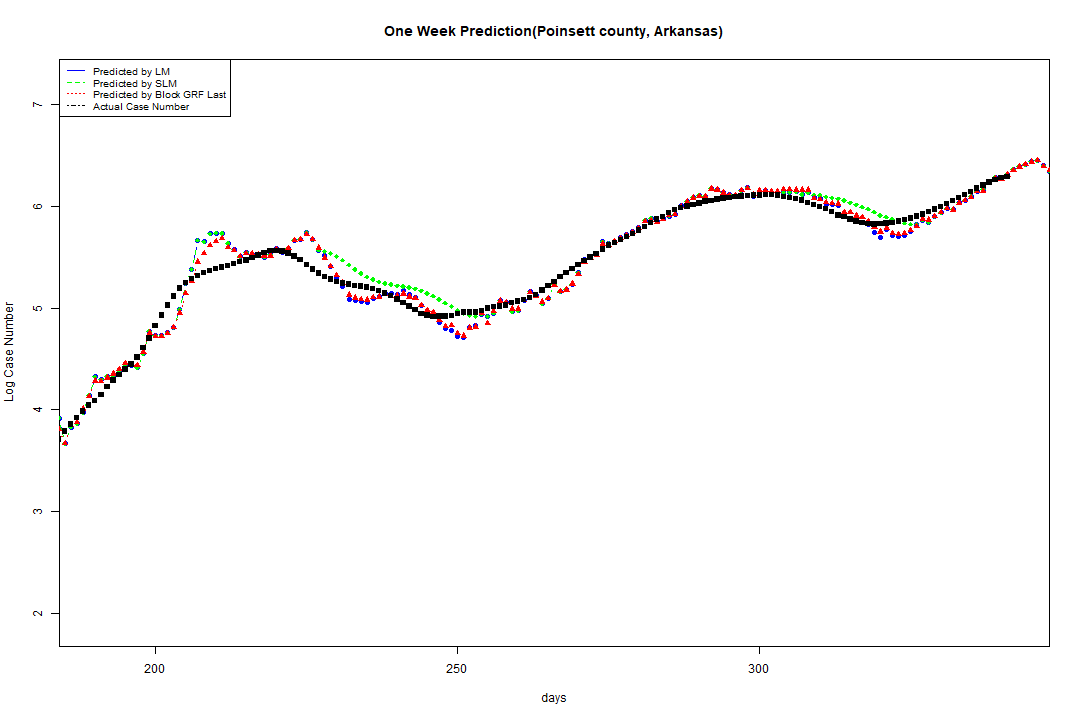 One Week Prediction(Poinsett county, Arkansas)
Predicted by LM
Predicted by SLM
Predicted by Block GRF Last
Actual Case Number
7
6
5
4
3
2
Log Case Number
200 250 300
days